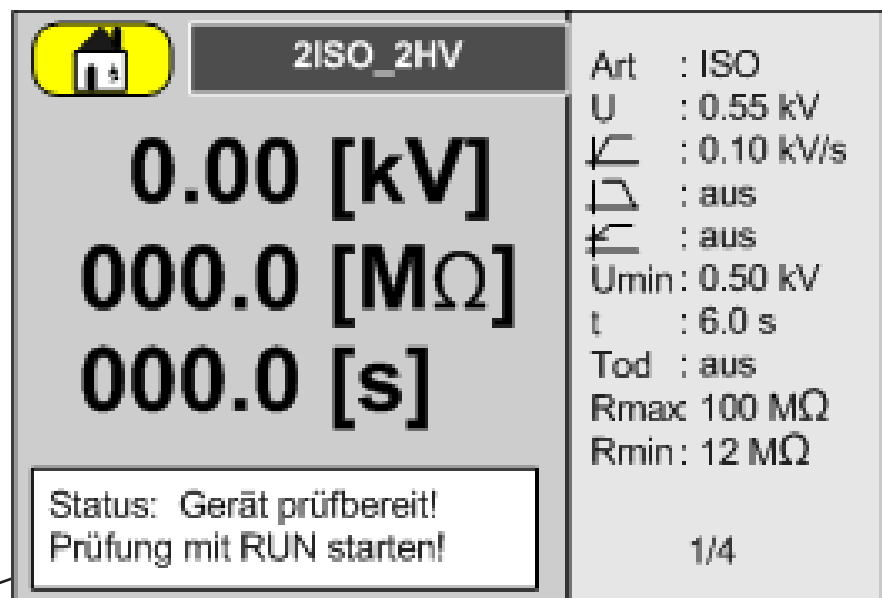 2ISO_2HV
0.00 [kV]
000.0 [MΩ]
000.0 [s]
Status: Gerät prüfbereit!
Prüfung mit RUN starten!
Art : ISO
U : 0.55 kV
: 0.10 kV/s
: aus
: aus
Umin : 0.50 kV
t : 6.0 s
Tod : aus
Rmax: 100 MΩ
Rmin : 12 MΩ
1/4